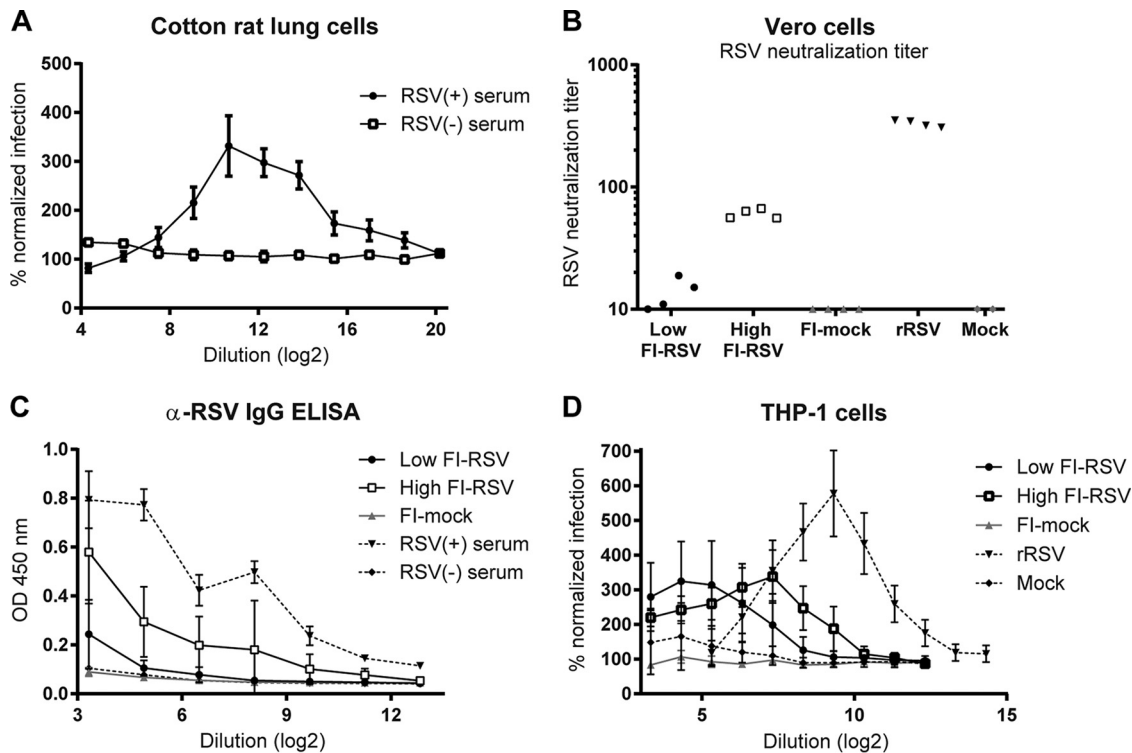 A
Cotton rat lung cells
% normalized infection
500
400
300
200
100
0
4
8
12
16
20
Dilution (log2)
RSV(+) serum
RSV(-) serum
B
Vero cells
RSV neutralization titer
RSV neutralization titer
1000
100
10
Low
FI-RSV
High
FI-RSV
FI-mock
rRSV
Mock
C
α-RSV IgG ELISA
OD 450 nm
1.0
0.8
0.6
0.4
0.2
0.0
3
6
9
12
Dilution (log2)
Low FI-RSV
High FI-RSV
FI-mock
RSV(+) serum
RSV(-) serum
D
THP-1 cells
% normalized infection
700
600
500
400
300
200
100
0
5
10
15
Dilution (log2)
Low FI-RSV
High FI-RSV
FI-mock
rRSV
Mock